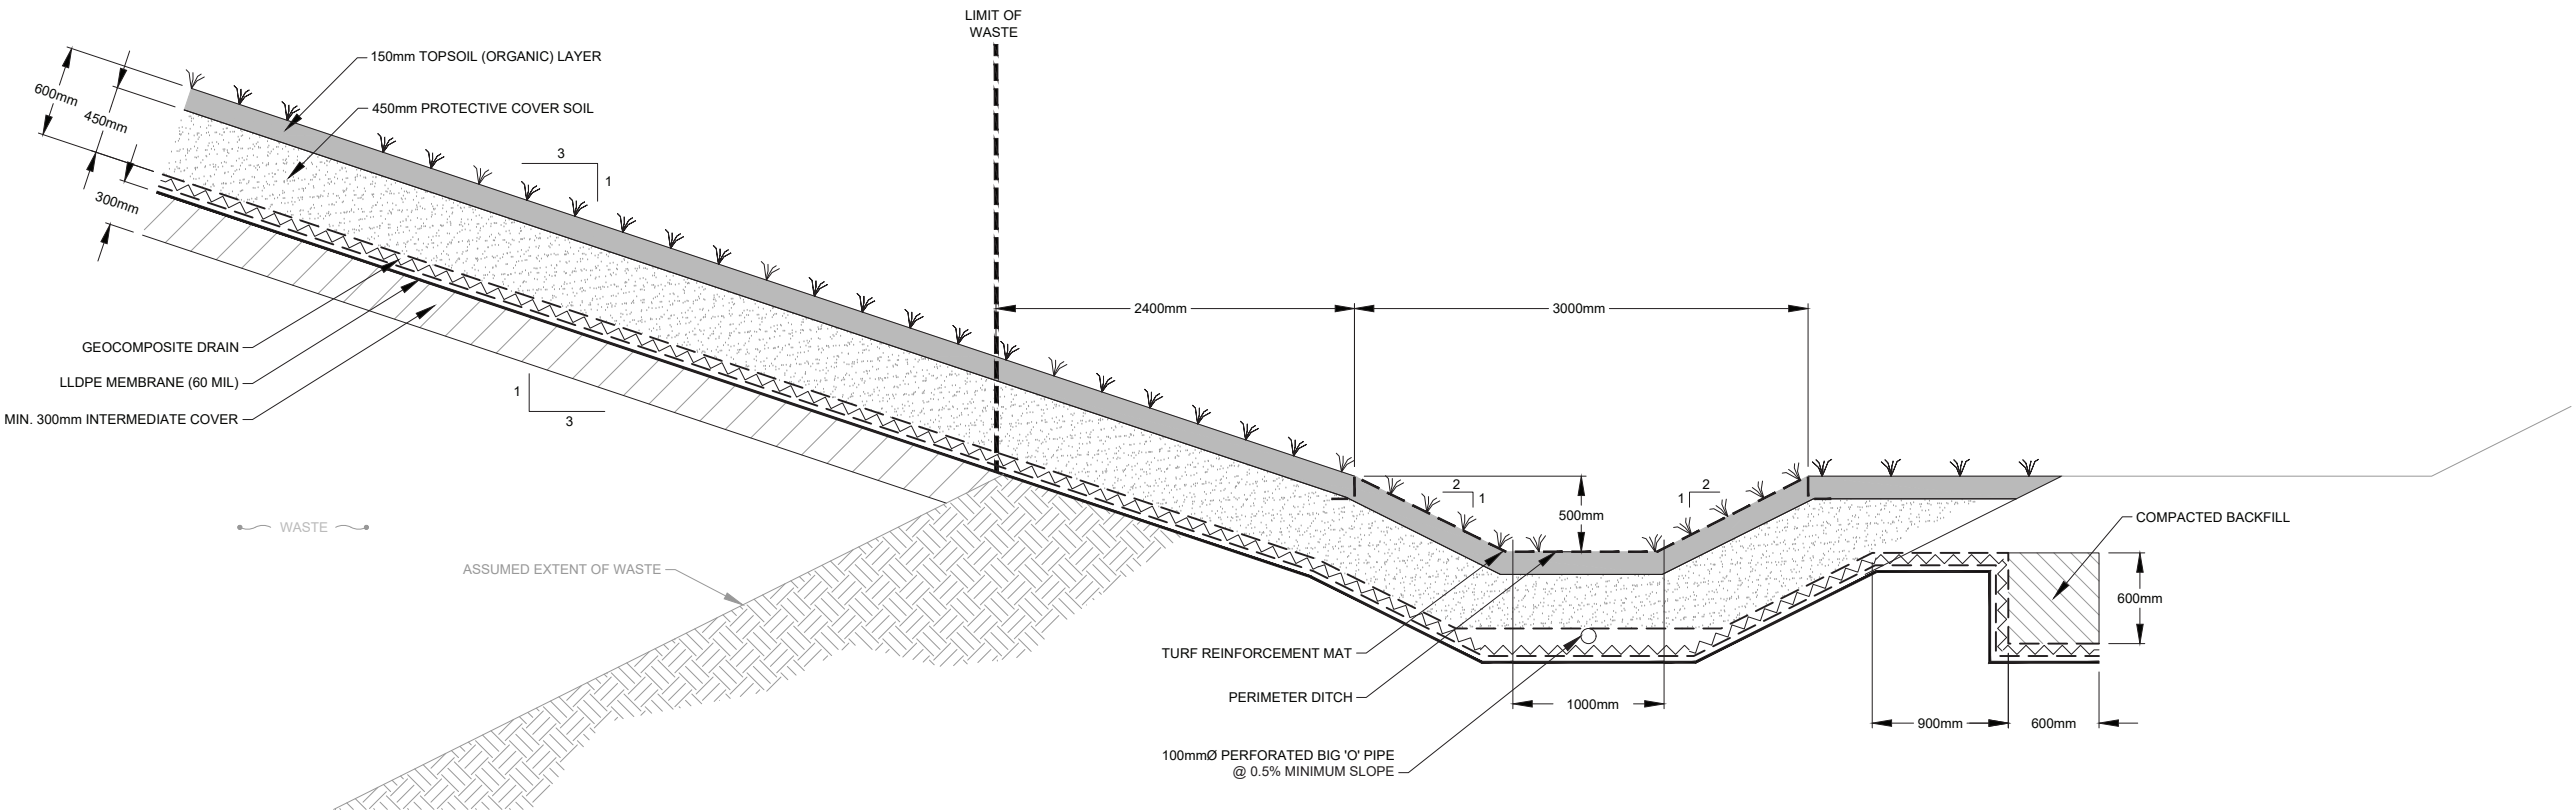 LIMIT OF
WASTE
150mm TOPSOIL (ORGANIC) LAYER
600mm
450mm PROTECTIVE COVER SOIL
450mm
3
1
300mm
2400mm
3000mm
GEOCOMPOSITE DRAIN
LLDPE MEMBRANE (60 MIL)
1
3
MIN. 300mm INTERMEDIATE COVER
2
1
2
1
500mm
COMPACTED BACKFILL
WASTE
ASSUMED EXTENT OF WASTE
600mm
TURF REINFORCEMENT MAT
PERIMETER DITCH
1000mm
900mm
600mm
100mmØ PERFORATED BIG 'O' PIPE
@ 0.5% MINIMUM SLOPE